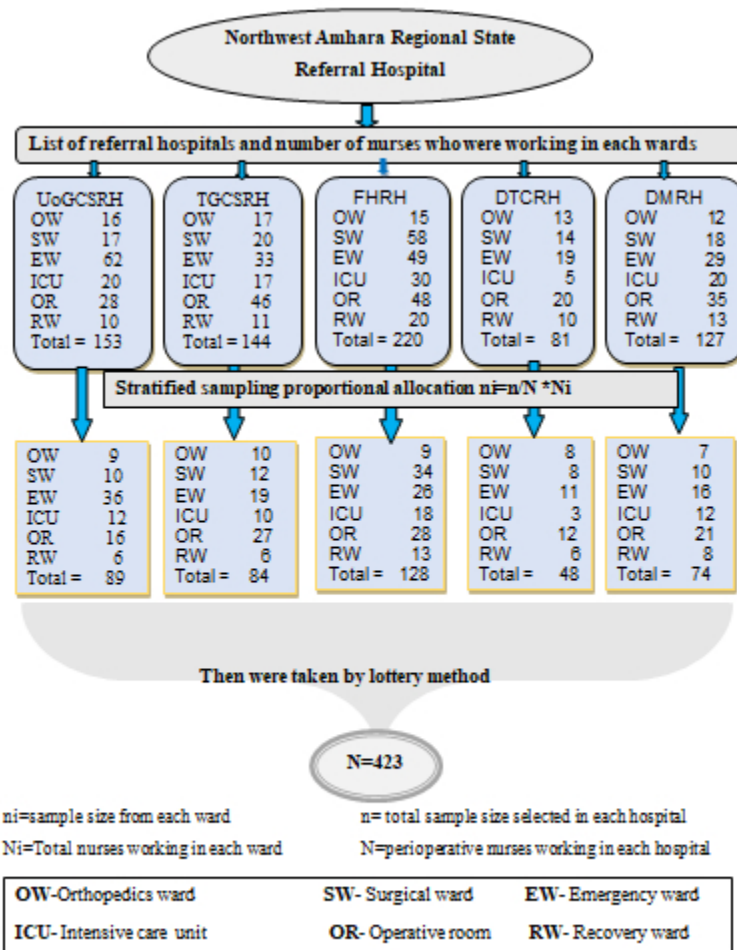 Northwest Amhara Regional State
Referral Hospital
List of referral hospitals and number of nurses who were working in each wards
UoGCSRH
OW 16
SW 17
EW 62
ICU 20
OR 28
RW 10
Total = 153
TGCSRH
OW 17
SW 20
EW 33
ICU 17
OR 46
RW 11
Total = 144
FHRH
OW 15
SW 58
EW 49
ICU 30
OR 48
RW 20
Total = 220
DTCRH
OW 13
SW 14
EW 19
ICU 5
OR 20
RW 10
Total = 81
DMRH
OW 12
SW 18
EW 29
ICU 20
OR 35
RW 13
Total = 127
Stratified sampling proportional allocation ni=n/N *Ni
OW 9
SW 10
EW 36
ICU 12
OR 16
RW 6
Total = 89
OW 10
SW 12
EW 19
ICU 10
OR 27
RW 6
Total = 84
OW 9
SW 34
EW 26
ICU 18
OR 28
RW 13
Total = 128
OW 8
SW 8
EW 11
ICU 3
OR 12
RW 6
Total = 48
OW 7
SW 10
EW 16
ICU 12
OR 21
RW 8
Total = 74
Then were taken by lottery method
N=423
ni=sample size from each ward n= total sample size selected in each hospital
Ni=Total nurses working in each ward N=perioperative nurses working in each hospital
OW-Orthopedics ward SW- Surgical ward EW- Emergency ward
ICU- Intensive care unit OR- Operative room RW- Recovery ward